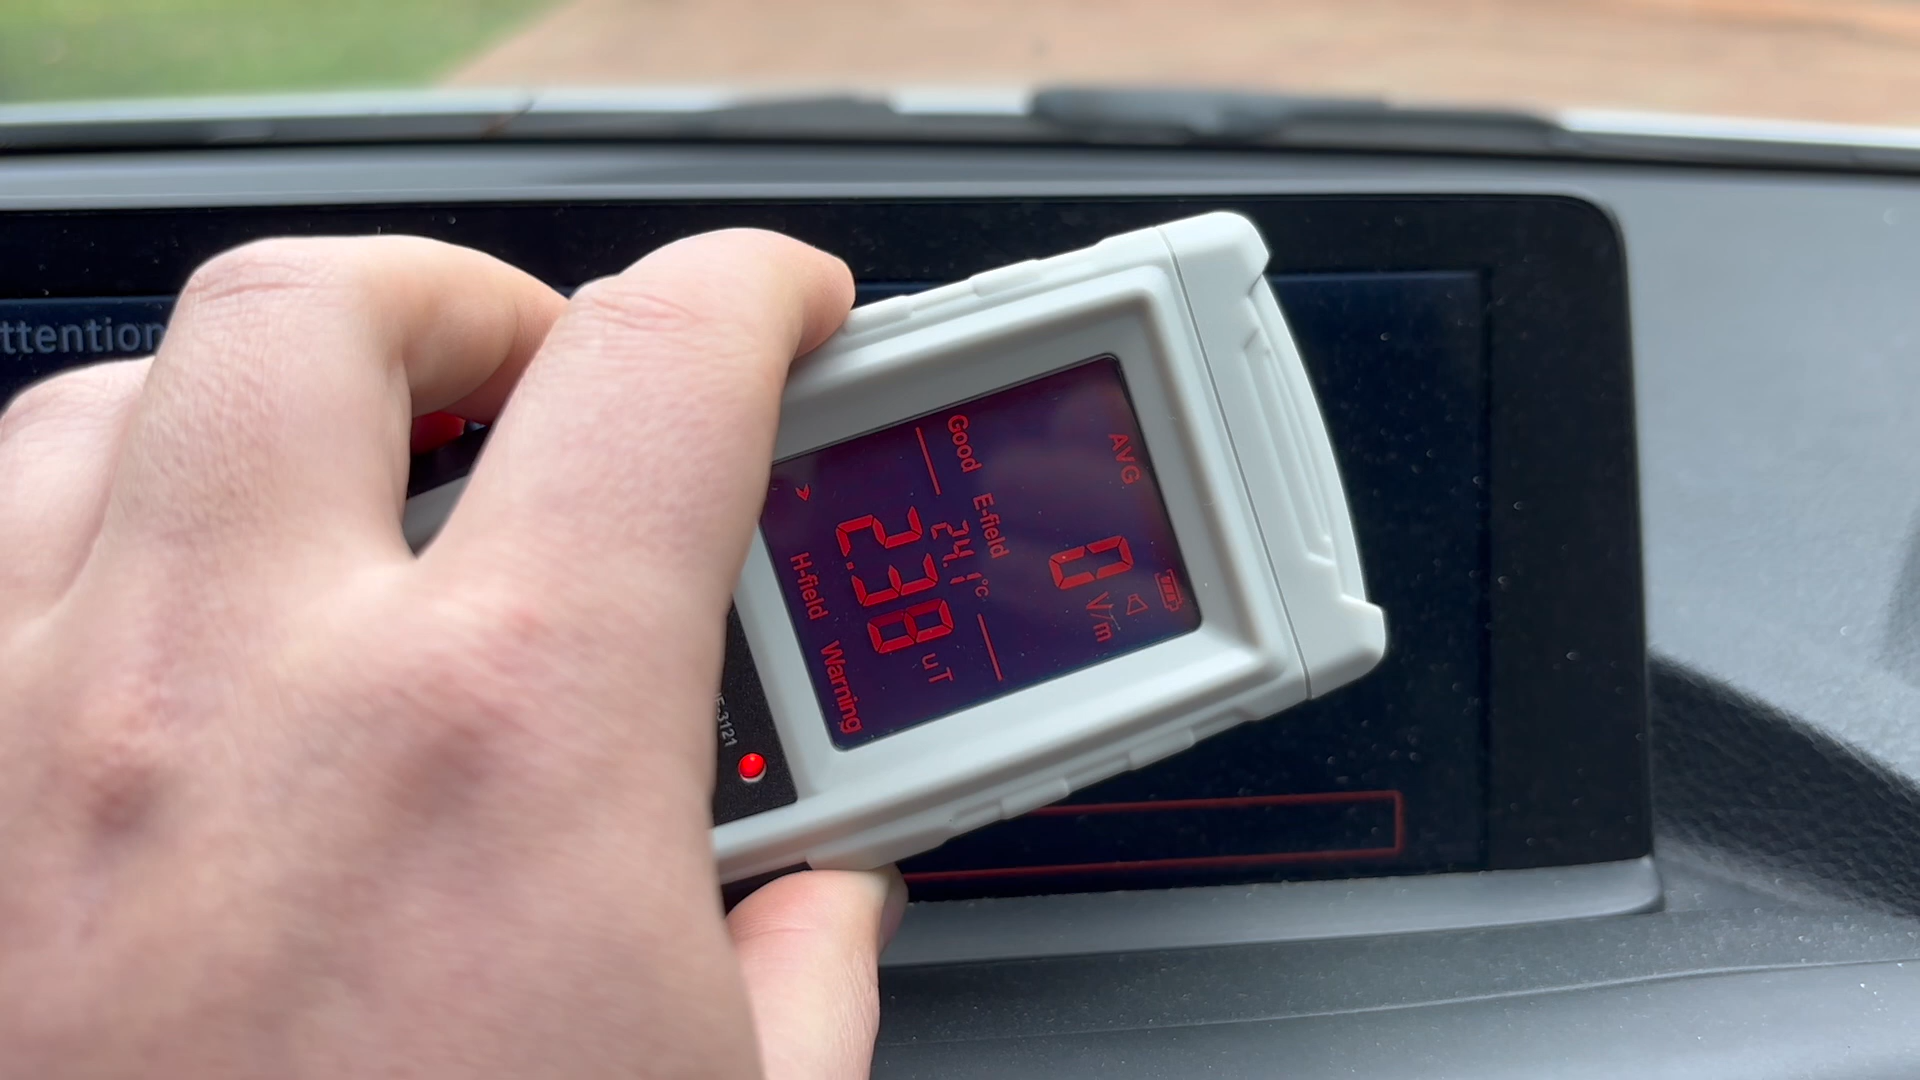 ttention
AVG
0 V/m
Good E-field
24.1°C
2.38 uT
H-field Warning
E-3121